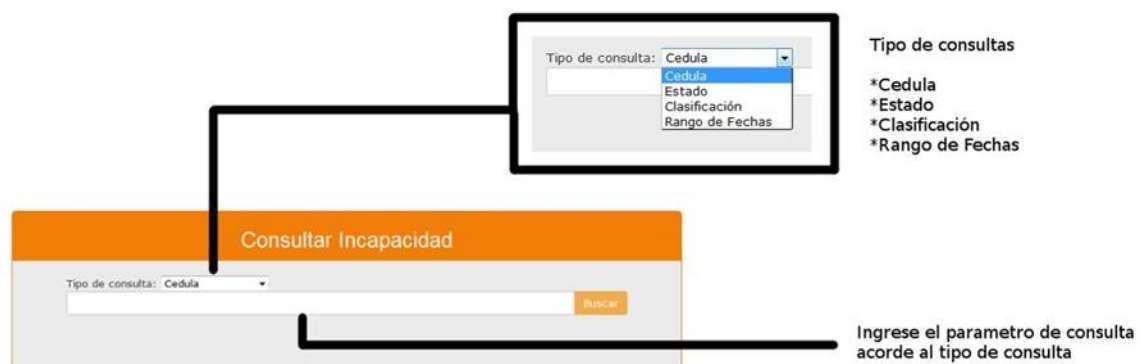 Tipo de consulta: Cedula
Cedula
Estado
Clasificación
Rango de Fechas
Tipo de consultas
*Cedula
*Estado
*Clasificación
*Rango de Fechas
Consultar Incapacidad
Tipo de consulta: Cedula
Buscar
Ingrese el parametro de consulta
acorde al tipo de consulta